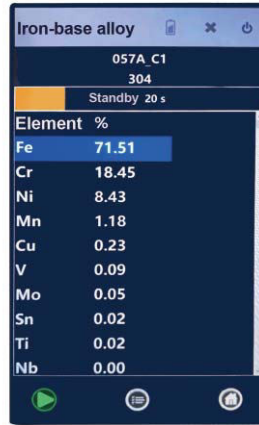 Iron-base alloy
057A_C1
304
Standby 20 s
Element %
Fe 71.51
Cr 18.45
Ni 8.43
Mn 1.18
Cu 0.23
V 0.09
Mo 0.05
Sn 0.02
Ti 0.02
Nb 0.00